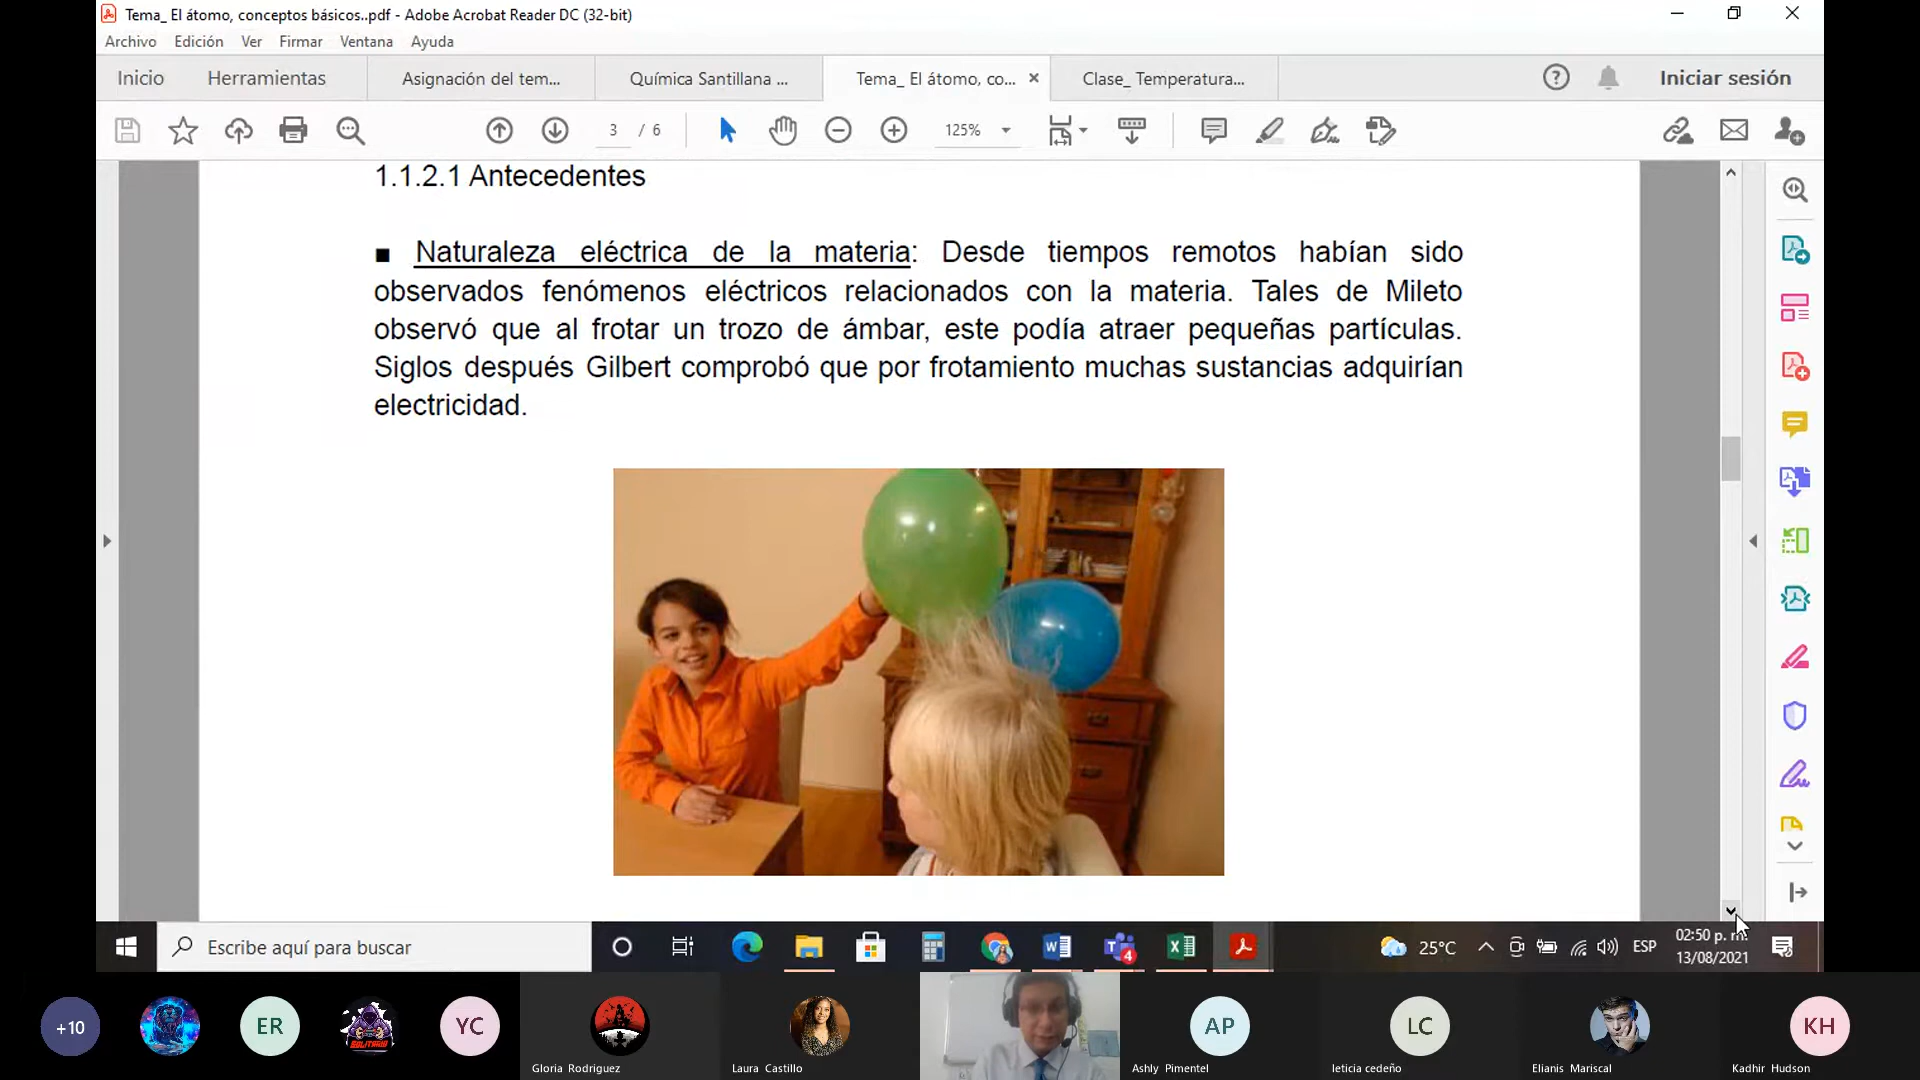 Tema_ El átomo, conceptos básicos..pdf - Adobe Acrobat Reader DC (32-bit)
Archivo Edición Ver Firmar Ventana Ayuda
Inicio Herramientas Asignación del tem... Química Santillana ... Tema_ El átomo, co... Clase_ Temperatura... Iniciar sesión
3 / 6 125%
1.1.2.1 Antecedentes
■ Naturaleza eléctrica de la materia: Desde tiempos remotos habían sido
observados fenómenos eléctricos relacionados con la materia. Tales de Mileto
observó que al frotar un trozo de ámbar, este podía atraer pequeñas partículas.
Siglos después Gilbert comprobó que por frotamiento muchas sustancias adquirían
electricidad.
Escribe aquí para buscar
4
25°C
ESP
02:50 p. m.
13/08/2021
+10 ER SOLITARIO YC AP LC KH
Gloria Rodriguez Laura Castillo Ashly Pimentel leticia cedeño Elianis Mariscal Kadhir Hudson